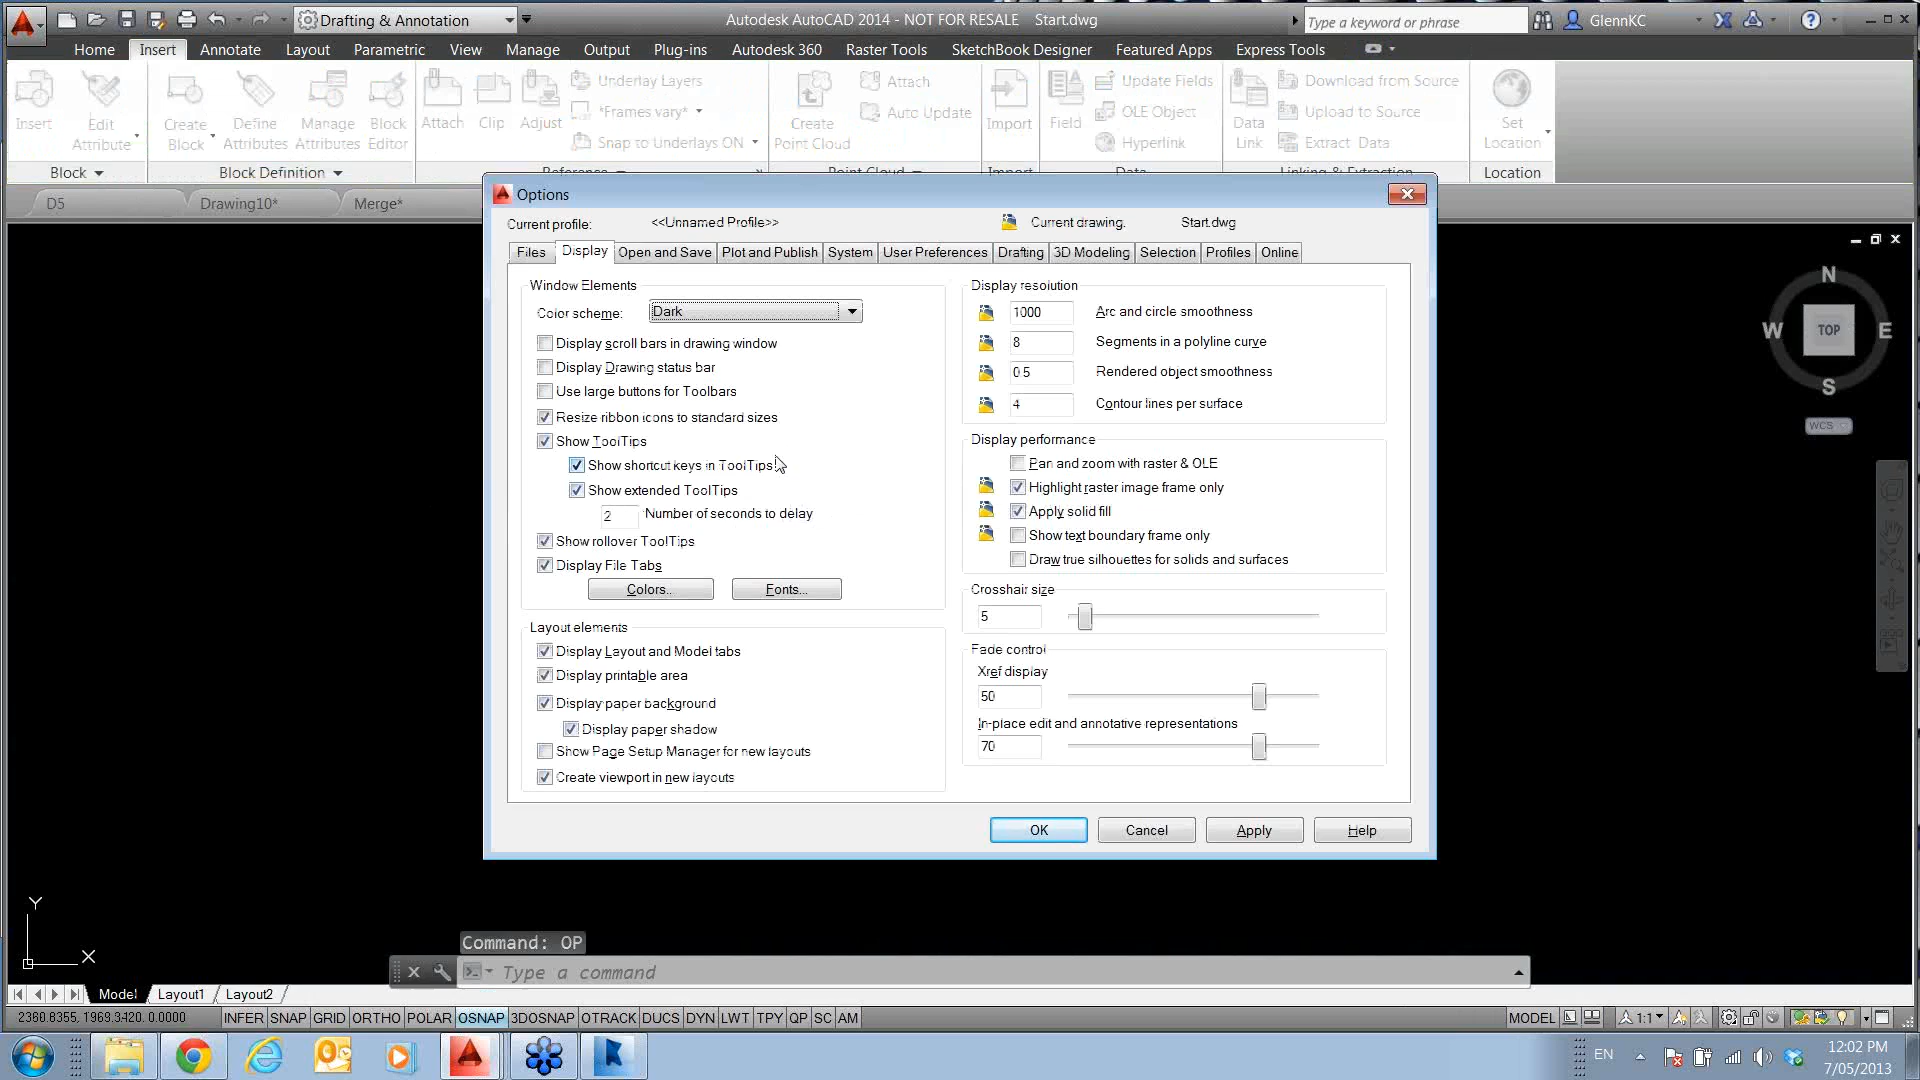 Drafting & Annotation
Autodesk AutoCAD 2014 - NOT FOR RESALE Start.dwg
Type a keyword or phrase
GlennKC
Home Insert Annotate Layout Parametric View Manage Output Plug-ins Autodesk 360 Raster Tools SketchBook Designer Featured Apps Express Tools
Insert
Edit Attribute
Create Block
Define Attributes
Manage Attributes
Block Editor
Attach
Clip
Adjust
Underlay Layers
*Frames vary*
Snap to Underlays ON
Create Point Cloud
Attach
Auto Update
Import
Field
Update Fields
OLE Object
Hyperlink
Data Link
Download from Source
Upload to Source
Extract Data
Set Location
Block
Block Definition
Reference
Point Cloud
Import
Data
Linking & Extraction
Location
D5
Drawing10*
Merge*
Options
Current profile: <<Unnamed Profile>>
Current drawing: Start.dwg
Files Display Open and Save Plot and Publish System User Preferences Drafting 3D Modeling Selection Profiles Online
Window Elements
Color scheme: Dark
Display scroll bars in drawing window
Display Drawing status bar
Use large buttons for Toolbars
Resize ribbon icons to standard sizes
Show ToolTips
Show shortcut keys in ToolTips
Show extended ToolTips
2 Number of seconds to delay
Show rollover ToolTips
Display File Tabs
Colors... Fonts...
Layout elements
Display Layout and Model tabs
Display printable area
Display paper background
Display paper shadow
Show Page Setup Manager for new layouts
Create viewport in new layouts
Display resolution
1000 Arc and circle smoothness
8 Segments in a polyline curve
0.5 Rendered object smoothness
4 Contour lines per surface
Display performance
Pan and zoom with raster & OLE
Highlight raster image frame only
Apply solid fill
Show text boundary frame only
Draw true silhouettes for solids and surfaces
Crosshair size
5
Fade control
Xref display
50
In-place edit and annotative representations
70
OK Cancel Apply Help
N
W TOP E
S
WCS
Y
X
Command: OP
Type a command
Model Layout1 Layout2
2360.8355, 1969.3420, 0.0000
INFER SNAP GRID ORTHO POLAR OSNAP 3DOSNAP OTRACK DUCS DYN LWT TPY QP SC AM
MODEL
1:1
EN
12:02 PM
7/05/2013